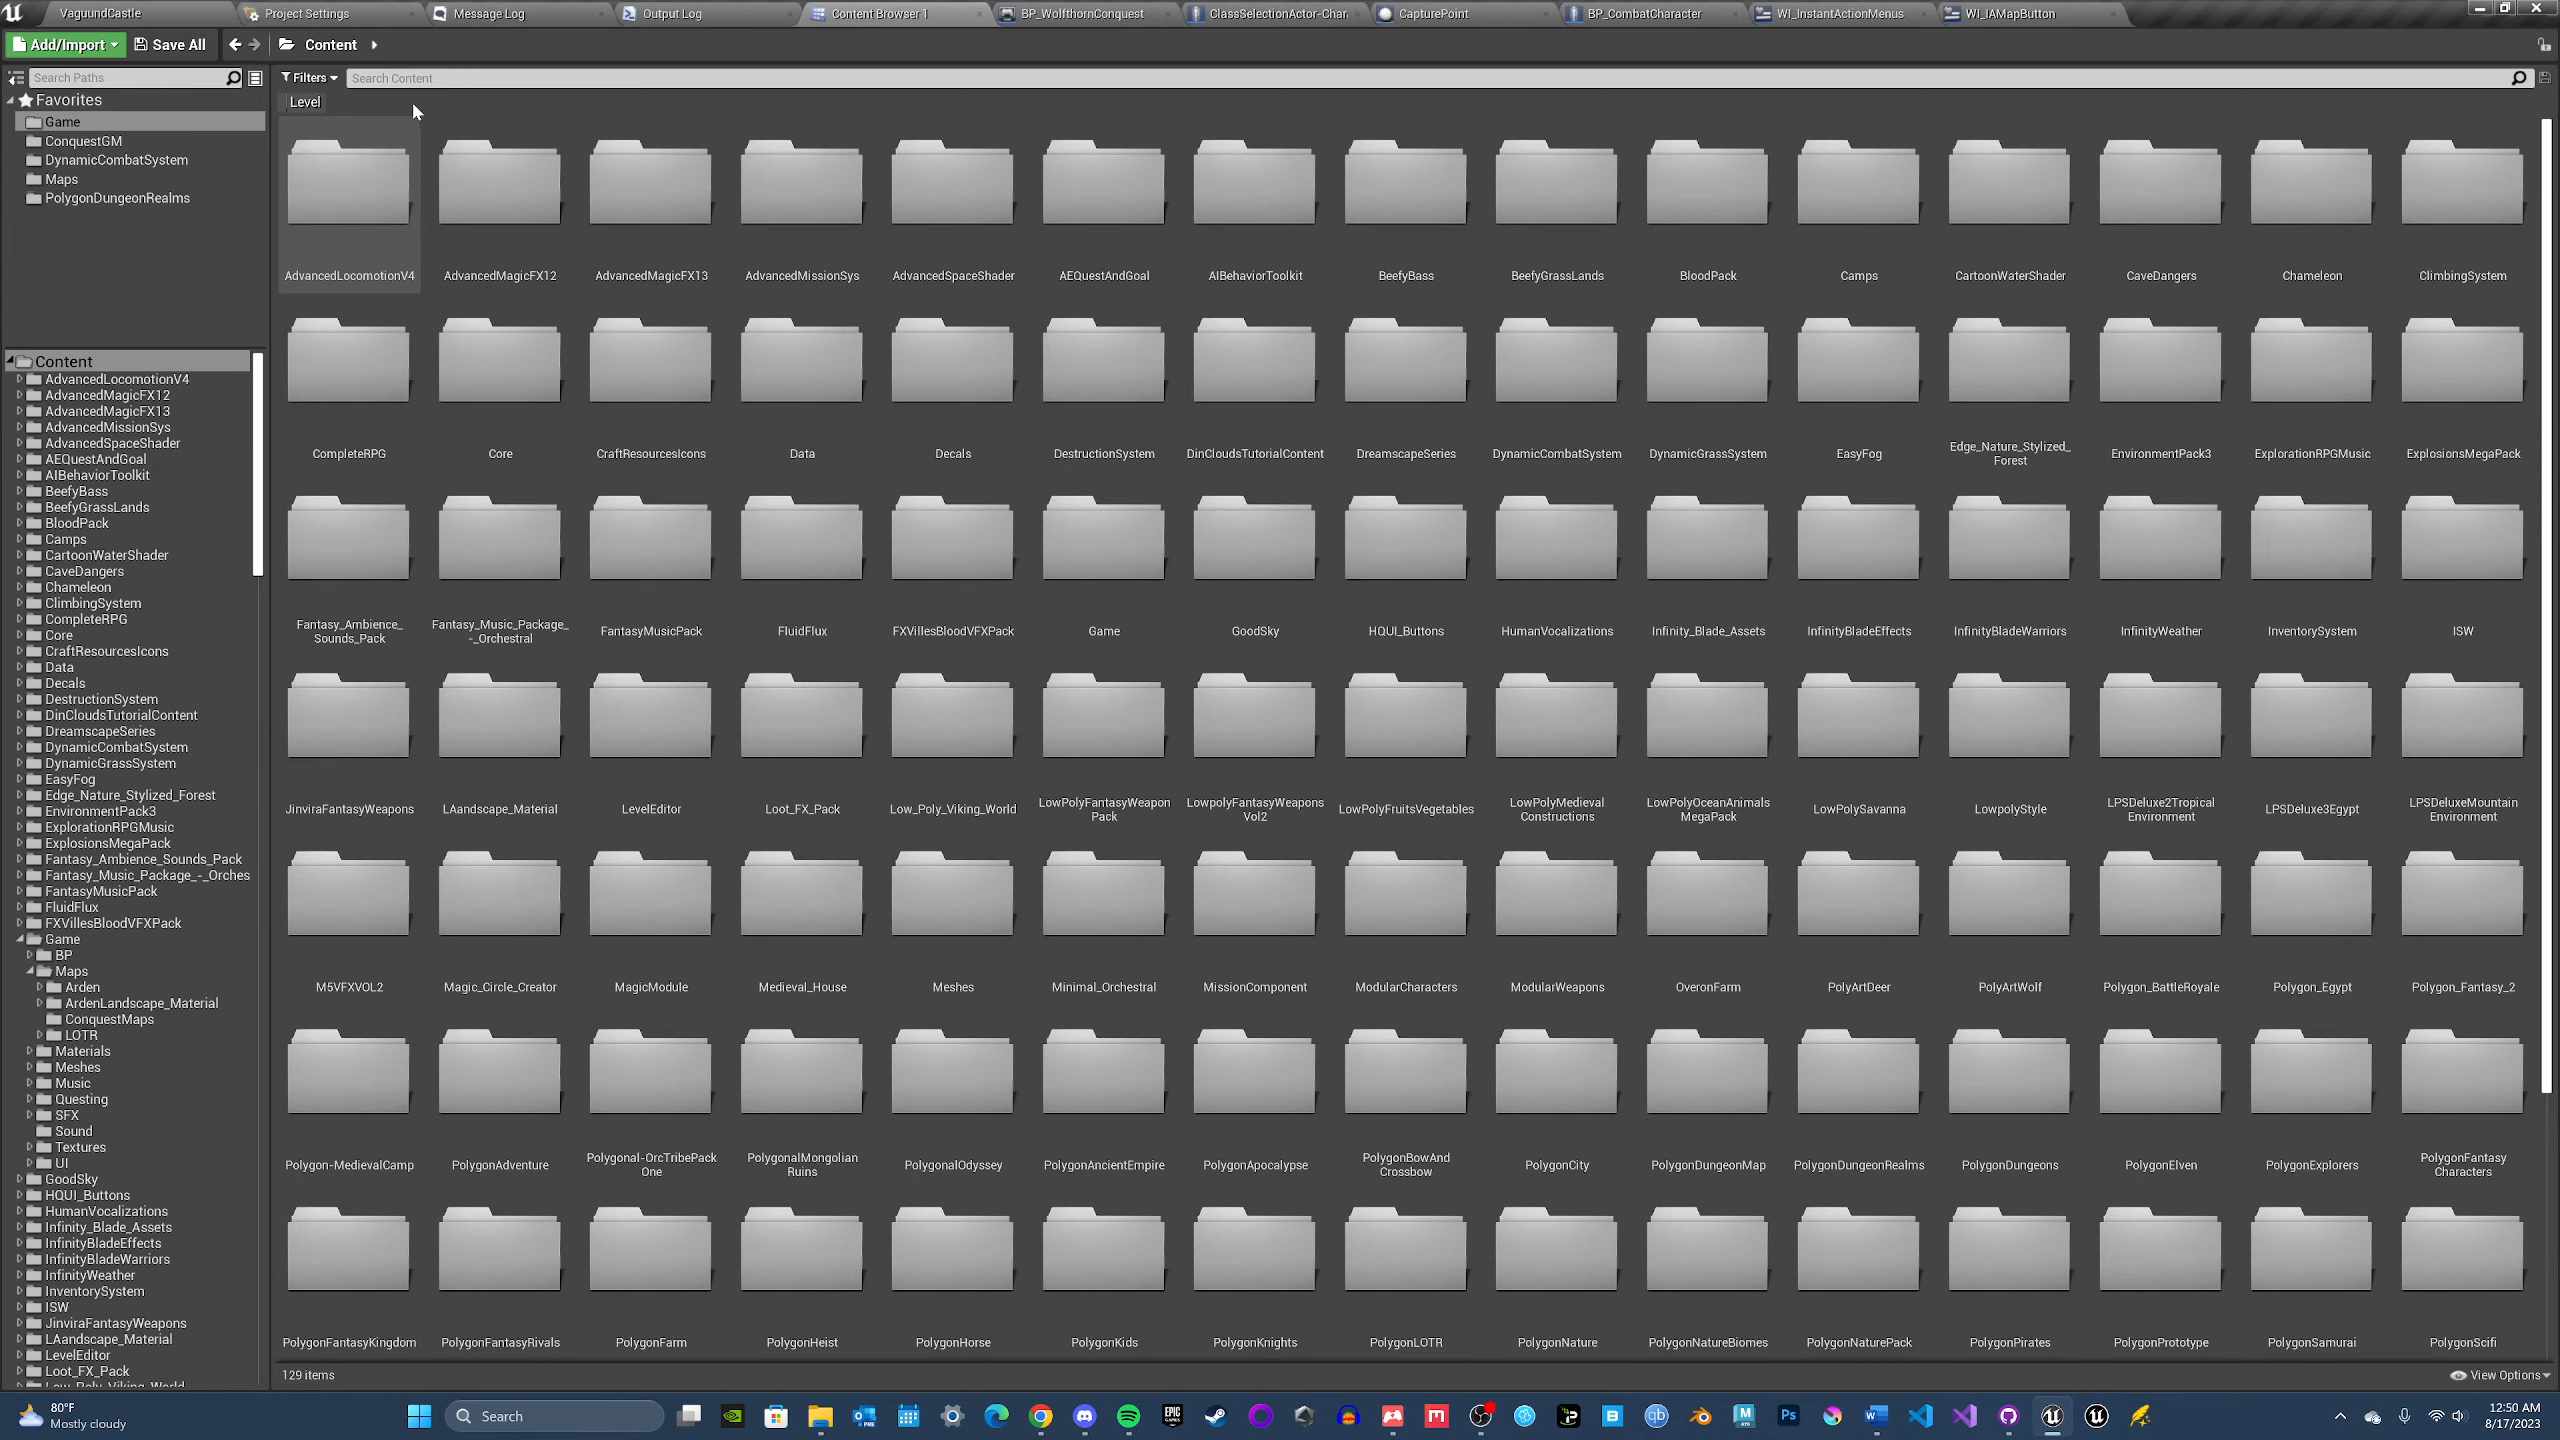 VaguundCastle
Project Settings
Message Log
Output Log
Content Browser 1
BP_WolfthornConquest
ClassSelectionActor-Char
CapturePoint
BP_CombatCharacter
WI_InstantActionMenus
WI_IAMapButton
Add/Import
Save All
Content
Search Paths
Filters
Search Content
Favorites
Game
ConquestGM
DynamicCombatSystem
Maps
PolygonDungeonRealms
Level
Content
AdvancedLocomotionV4
AdvancedMagicFX12
AdvancedMagicFX13
AdvancedMissionSys
AdvancedSpaceShader
AEQuestAndGoal
AIBehaviorToolkit
BeefyBass
BeefyGrassLands
BloodPack
Camps
CartoonWaterShader
CaveDangers
Chameleon
ClimbingSystem
CompleteRPG
Core
CraftResourcesIcons
Data
Decals
DestructionSystem
DinCloudsTutorialContent
DreamscapeSeries
DynamicCombatSystem
DynamicGrassSystem
EasyFog
Edge_Nature_Stylized_Forest
EnvironmentPack3
ExplorationRPGMusic
ExplosionsMegaPack
Fantasy_Ambience_Sounds_Pack
Fantasy_Music_Package_-_Orches
FantasyMusicPack
FluidFlux
FXVillesBloodVFXPack
Game
BP
Maps
Arden
ArdenLandscape_Material
ConquestMaps
LOTR
Materials
Meshes
Music
Questing
SFX
Sound
Textures
UI
GoodSky
HQUI_Buttons
HumanVocalizations
Infinity_Blade_Assets
InfinityBladeEffects
InfinityBladeWarriors
InfinityWeather
InventorySystem
ISW
JinviraFantasyWeapons
LAandscape_Material
LevelEditor
Loot_FX_Pack
Low_Poly_Viking_World
AdvancedLocomotionV4
AdvancedMagicFX12
AdvancedMagicFX13
AdvancedMissionSys
AdvancedSpaceShader
AEQuestAndGoal
AIBehaviorToolkit
BeefyBass
BeefyGrassLands
BloodPack
Camps
CartoonWaterShader
CaveDangers
Chameleon
ClimbingSystem
CompleteRPG
Core
CraftResourcesIcons
Data
Decals
DestructionSystem
DinCloudsTutorialContent
DreamscapeSeries
DynamicCombatSystem
DynamicGrassSystem
EasyFog
Edge_Nature_Stylized_
Forest
EnvironmentPack3
ExplorationRPGMusic
ExplosionsMegaPack
Fantasy_Ambience_
Sounds_Pack
Fantasy_Music_Package_
-_Orchestral
FantasyMusicPack
FluidFlux
FXVillesBloodVFXPack
Game
GoodSky
HQUI_Buttons
HumanVocalizations
Infinity_Blade_Assets
InfinityBladeEffects
InfinityBladeWarriors
InfinityWeather
InventorySystem
ISW
JinviraFantasyWeapons
LAandscape_Material
LevelEditor
Loot_FX_Pack
Low_Poly_Viking_World
LowPolyFantasyWeapon
Pack
LowpolyFantasyWeapons
Vol2
LowPolyFruitsVegetables
LowPolyMedieval
Constructions
LowPolyOceanAnimals
MegaPack
LowPolySavanna
LowpolyStyle
LPSDeluxe2Tropical
Environment
LPSDeluxe3Egypt
LPSDeluxeMountain
Environment
M5VFXVOL2
Magic_Circle_Creator
MagicModule
Medieval_House
Meshes
Minimal_Orchestral
MissionComponent
ModularCharacters
ModularWeapons
OveronFarm
PolyArtDeer
PolyArtWolf
Polygon_BattleRoyale
Polygon_Egypt
Polygon_Fantasy_2
Polygon-MedievalCamp
PolygonAdventure
Polygonal-OrcTribePack
One
PolygonalMongolian
Ruins
PolygonalOdyssey
PolygonAncientEmpire
PolygonApocalypse
PolygonBowAnd
Crossbow
PolygonCity
PolygonDungeonMap
PolygonDungeonRealms
PolygonDungeons
PolygonElven
PolygonExplorers
PolygonFantasy
Characters
PolygonFantasyKingdom
PolygonFantasyRivals
PolygonFarm
PolygonHeist
PolygonHorse
PolygonKids
PolygonKnights
PolygonLOTR
PolygonNature
PolygonNatureBiomes
PolygonNaturePack
PolygonPirates
PolygonPrototype
PolygonSamurai
PolygonScifi
129 items
View Options
80°F
Mostly cloudy
Search
EPIC
GAMES
Ps
12:50 AM
8/17/2023